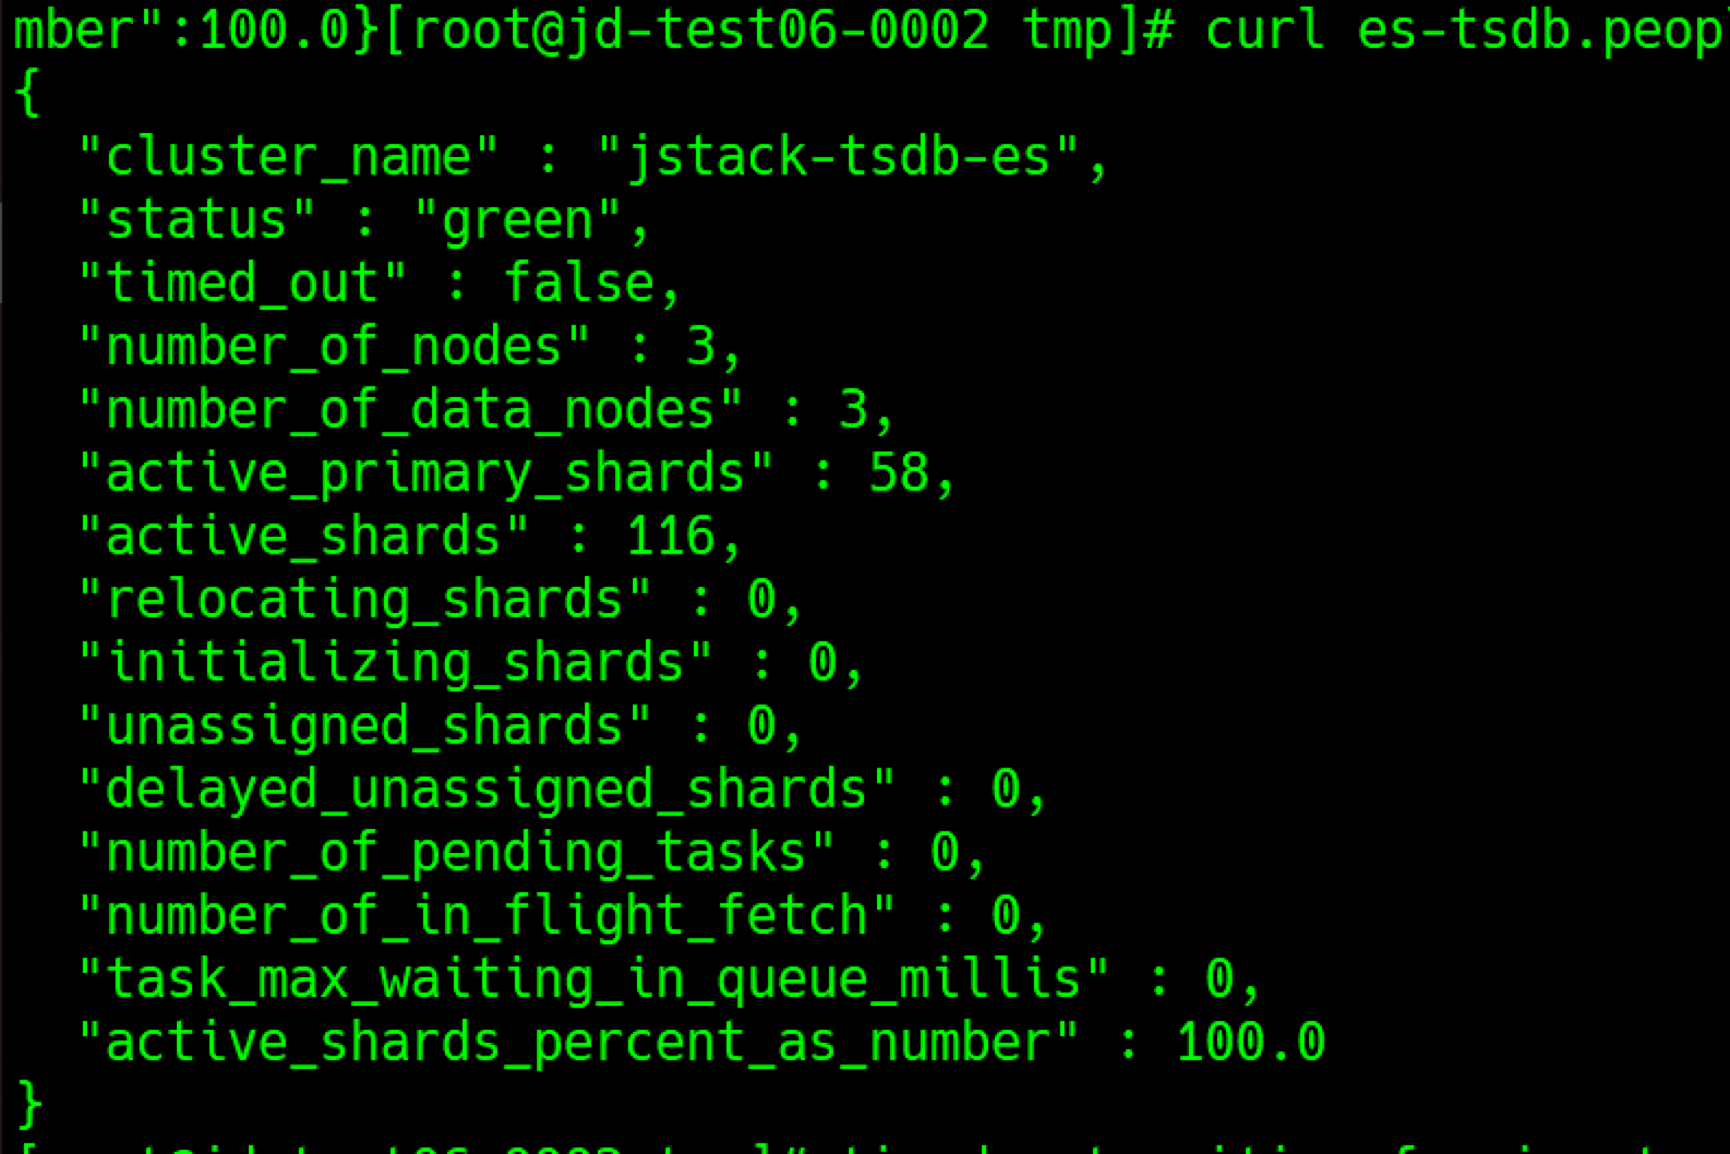 mber":100.0}[root@jd-test06-0002 tmp]# curl es-tsdb.peop
{
  "cluster_name" : "jstack-tsdb-es",
  "status" : "green",
  "timed_out" : false,
  "number_of_nodes" : 3,
  "number_of_data_nodes" : 3,
  "active_primary_shards" : 58,
  "active_shards" : 116,
  "relocating_shards" : 0,
  "initializing_shards" : 0,
  "unassigned_shards" : 0,
  "delayed_unassigned_shards" : 0,
  "number_of_pending_tasks" : 0,
  "number_of_in_flight_fetch" : 0,
  "task_max_waiting_in_queue_millis" : 0,
  "active_shards_percent_as_number" : 100.0
}